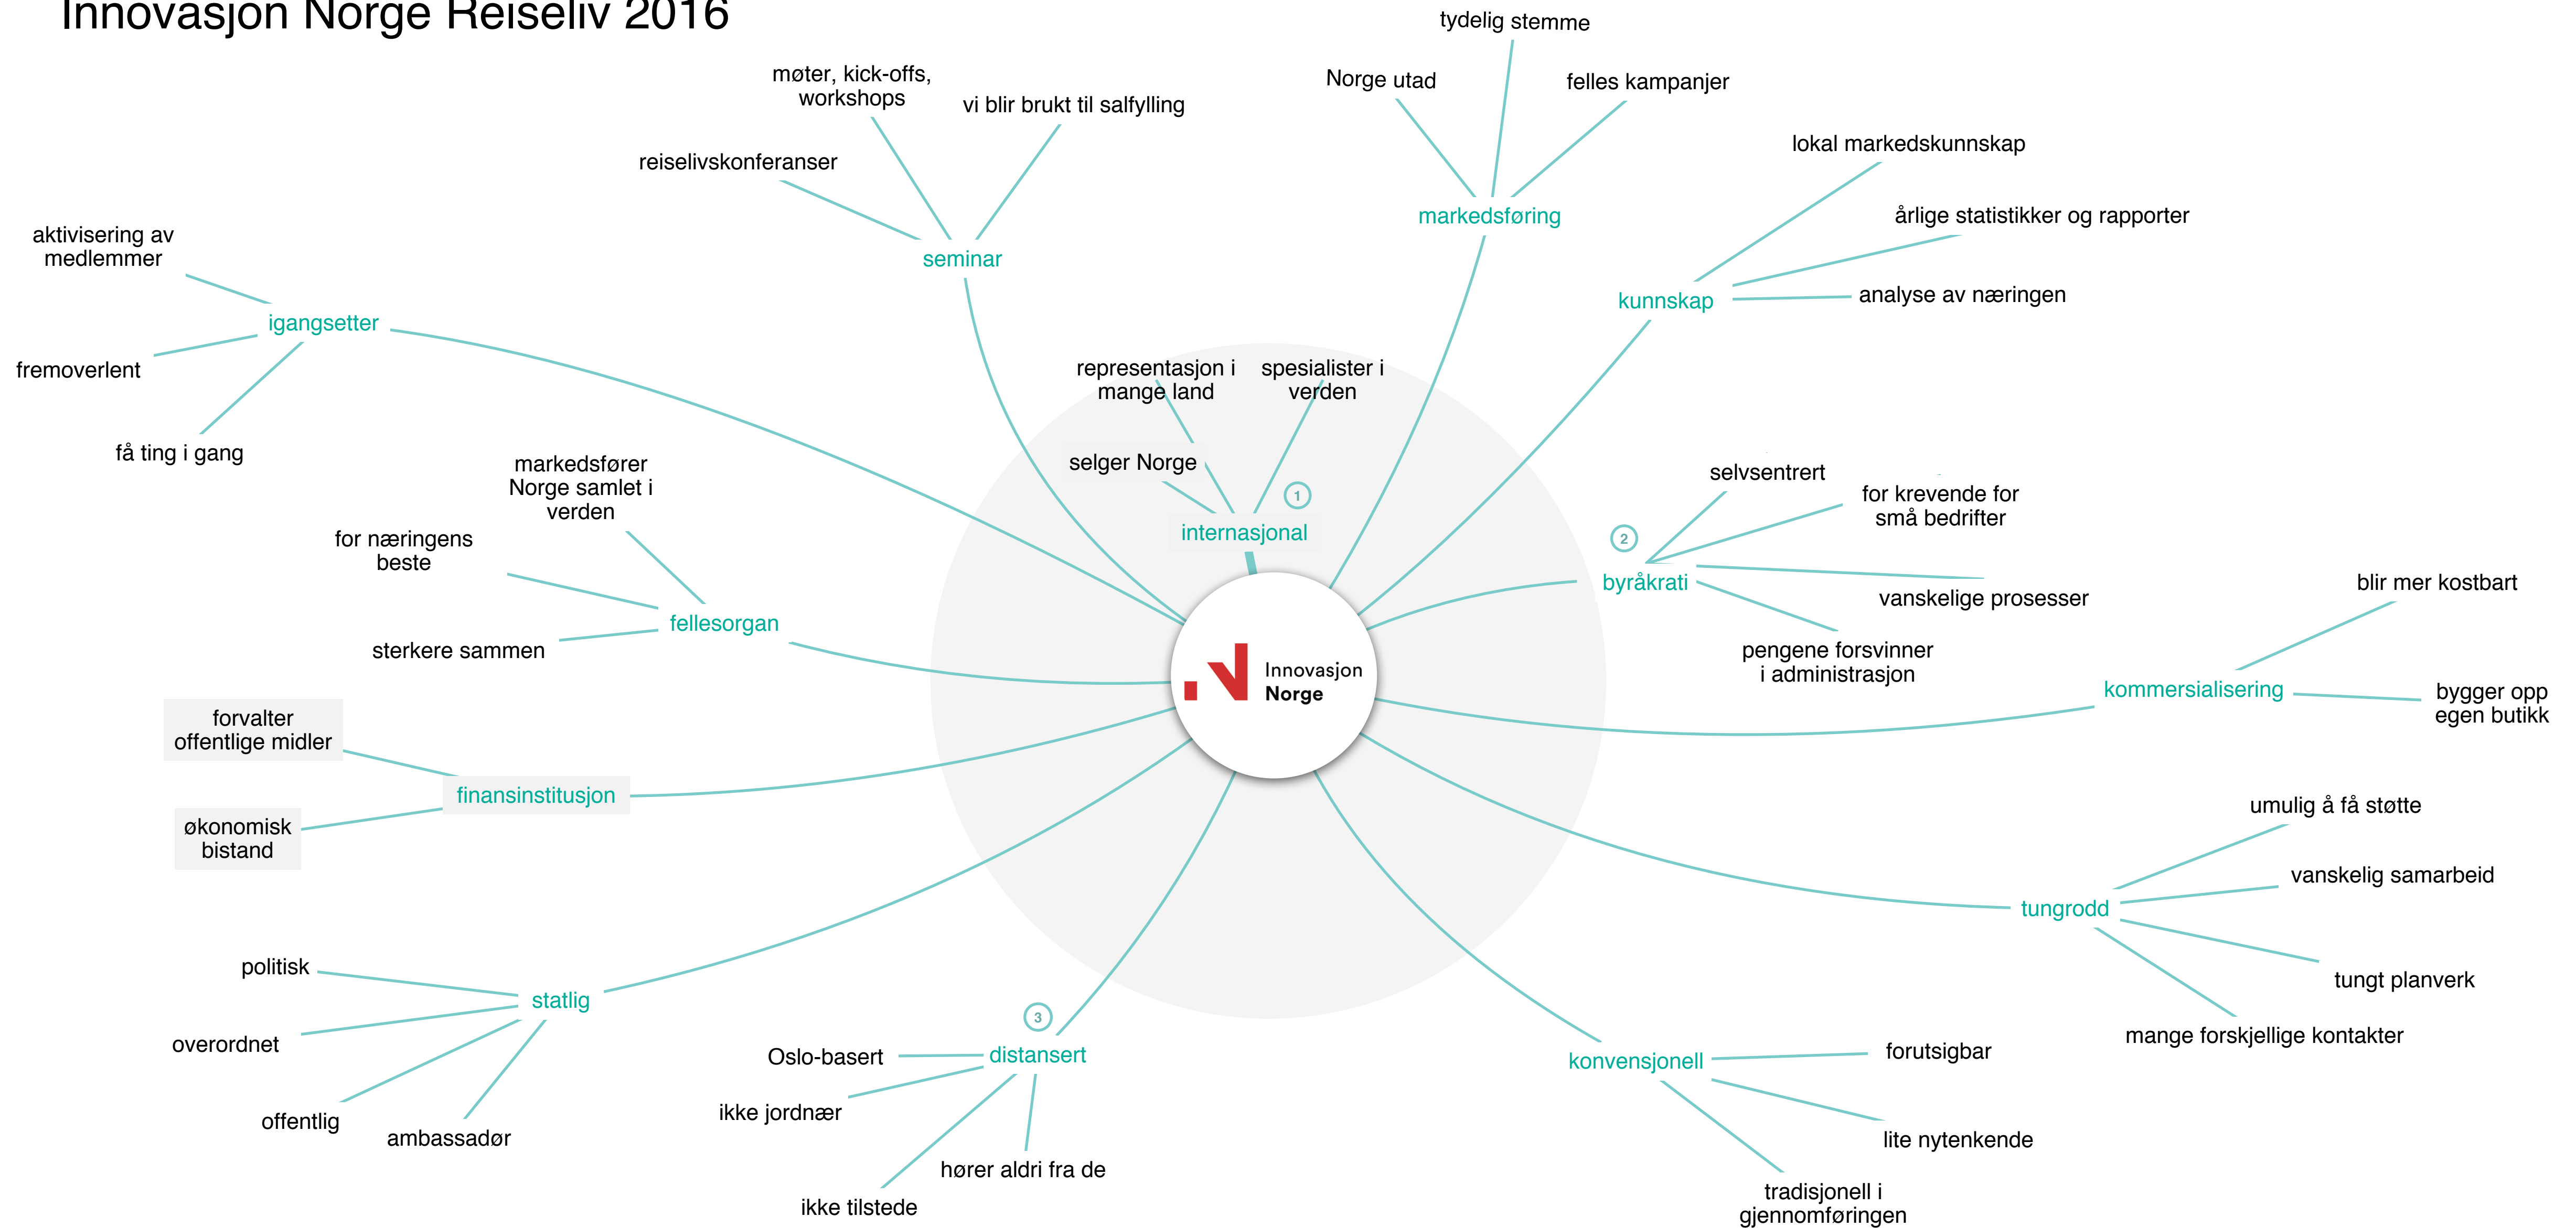 Innovasjon Norge Reiseliv 2016
tydelig stemme
Norge utad
felles kampanjer
markedsføring
møter, kick-offs,
workshops
vi blir brukt til salfylling
reiselivskonferanser
seminar
lokal markedskunnskap
årlige statistikker og rapporter
analyse av næringen
kunnskap
aktivisering av
medlemmer
igangsetter
fremoverlent
få ting i gang
representasjon i
mange land
spesialister i
verden
selger Norge
1
internasjonal
markedsfører
Norge samlet i
verden
for næringens
beste
fellesorgan
sterkere sammen
selvsentrert
for krevende for
små bedrifter
2
byråkrati
vanskelige prosesser
pengene forsvinner
i administrasjon
blir mer kostbart
kommersialisering
bygger opp
egen butikk
Innovasjon
Norge
forvalter
offentlige midler
finansinstitusjon
økonomisk
bistand
umulig å få støtte
vanskelig samarbeid
tungrodd
tungt planverk
mange forskjellige kontakter
politisk
statlig
overordnet
offentlig
ambassadør
3
Oslo-basert
distansert
ikke jordnær
hører aldri fra de
ikke tilstede
konvensjonell
forutsigbar
lite nytenkende
tradisjonell i
gjennomføringen